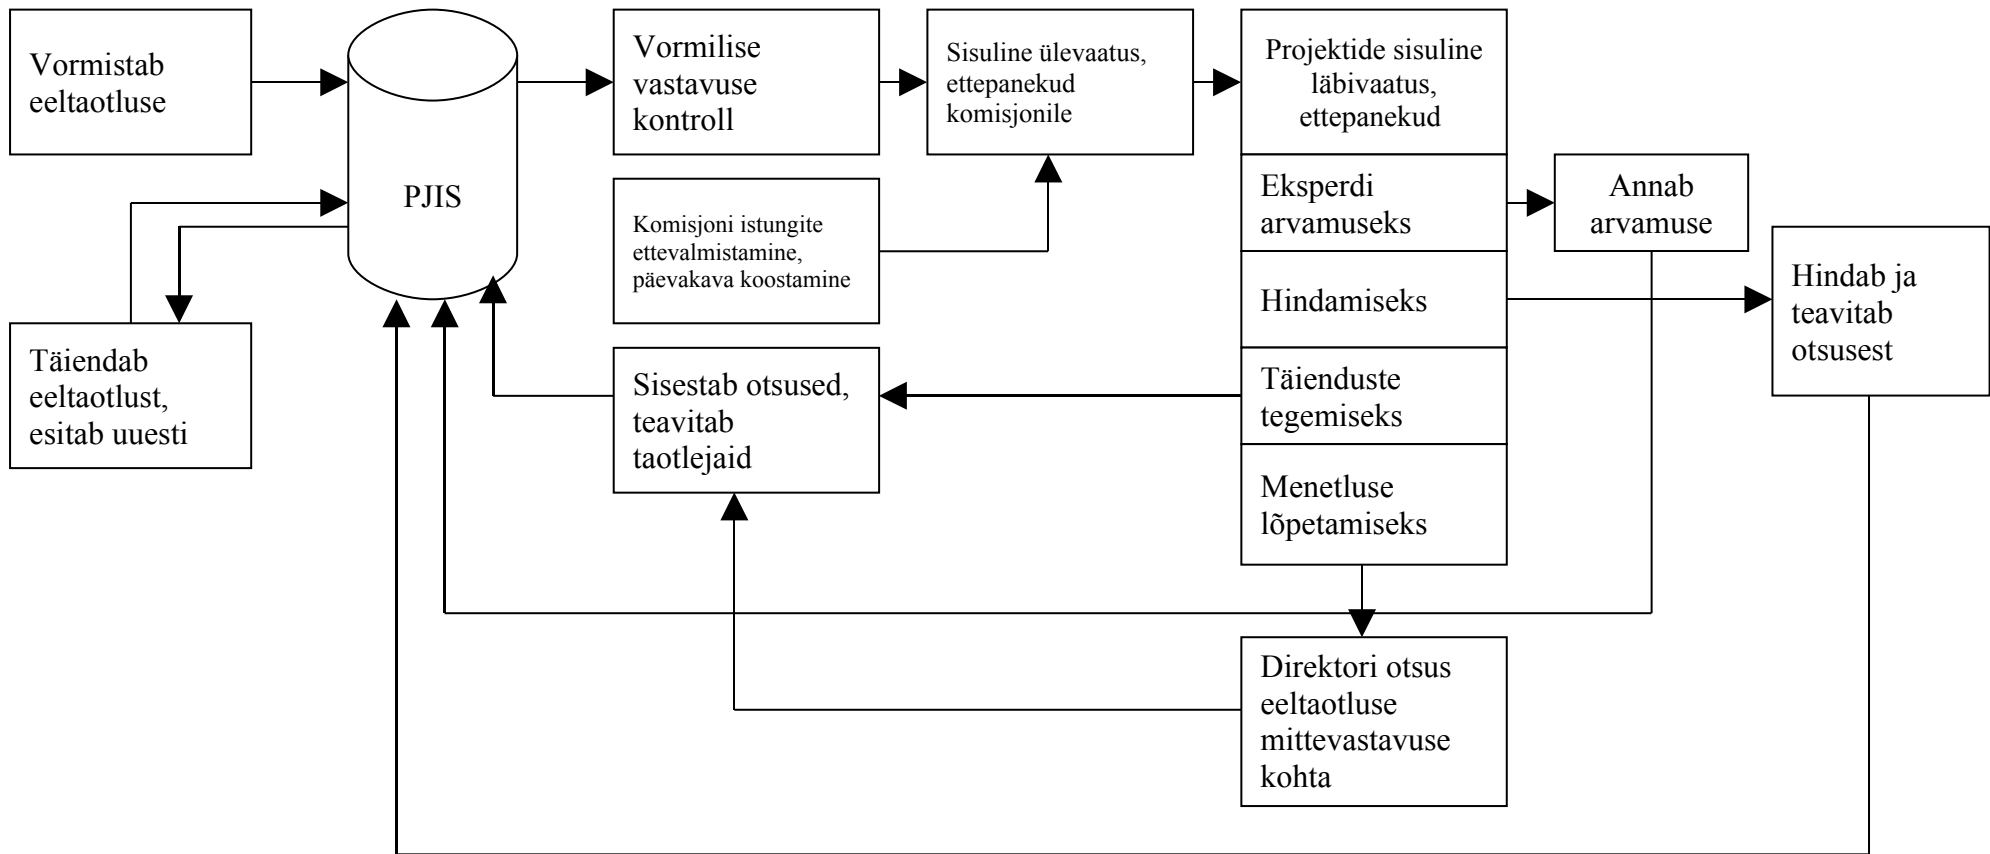 Vormistab
eeltaotluse
PJIS
Vormilise
vastavuse
kontroll
Sisuline ülevaatus,
ettepanekud
komisjonile
Projektide sisuline
läbivaatus,
ettepanekud
Komisjoni istungite
ettevalmistamine,
päevakava koostamine
Eksperdi
arvamuseks
Annab
arvamuse
Hindamiseks
Hindab ja
teavitab
otsusest
Täiendab
eeltaotlust,
esitab uuesti
Sisestab otsused,
teavitab
taotlejaid
Täienduste
tegemiseks
Menetluse
lõpetamiseks
Direktori otsus
eeltaotluse
mittevastavuse
kohta